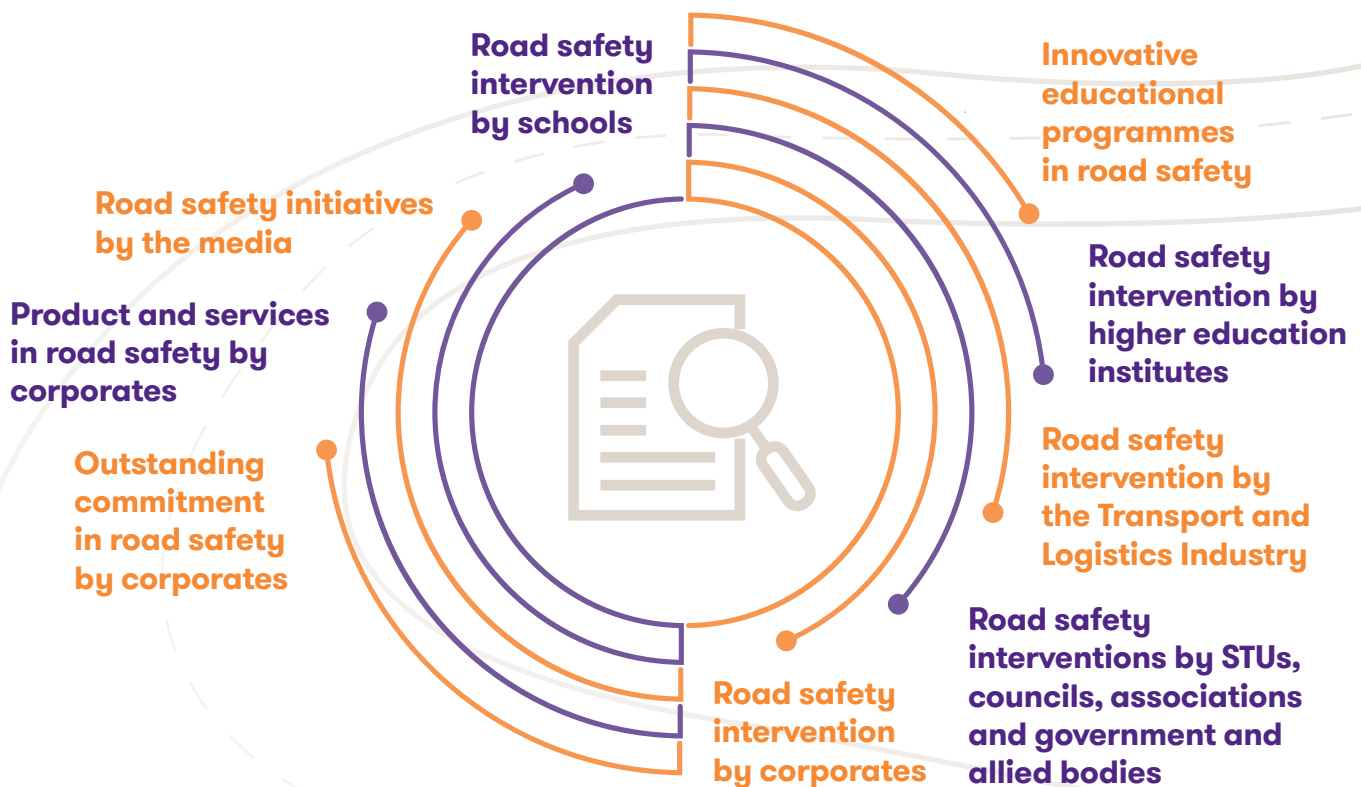 Road safety
intervention
by schools
Innovative
educational
programmes
in road safety
Road safety initiatives
by the media
Road safety
intervention by
higher education
institutes
Product and services
in road safety by
corporates
Road safety
intervention by
the Transport and
Logistics Industry
Outstanding
commitment
in road safety
by corporates
Road safety
interventions by STUs,
councils, associations
and government and
allied bodies
Road safety
intervention
by corporates